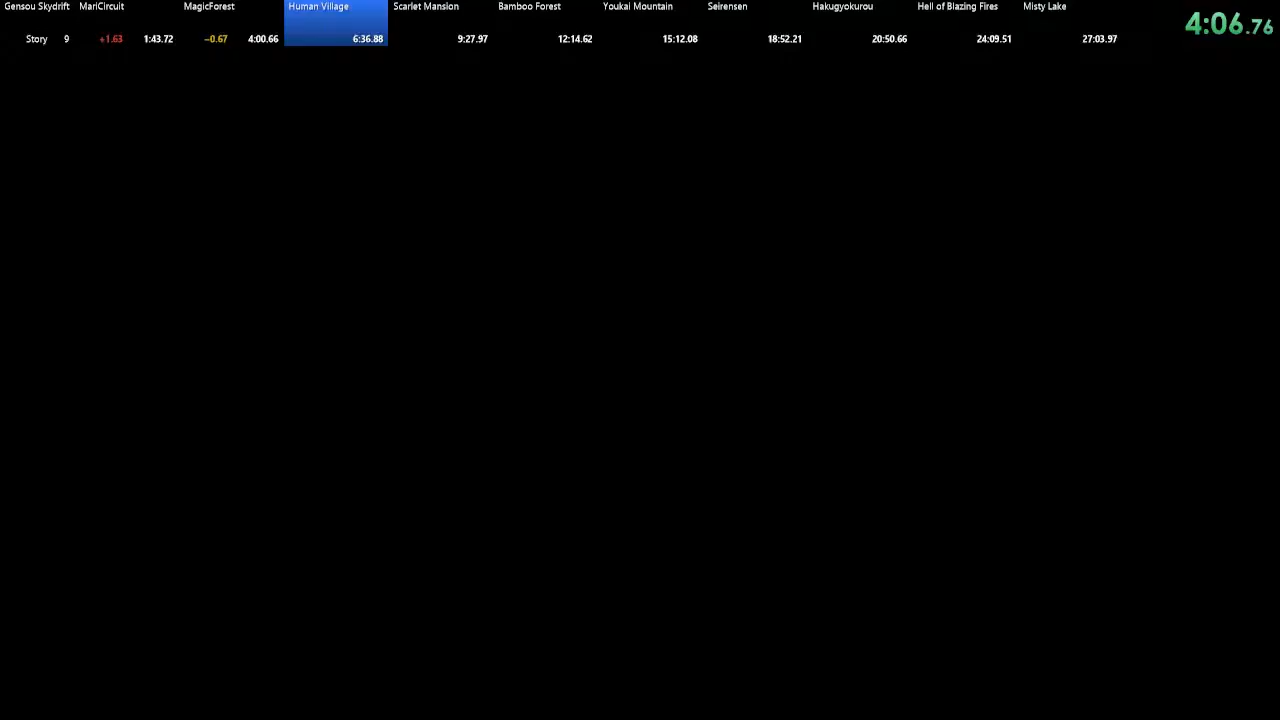 Gensou Skydrift MariCircuit MagicForest Human Village Scarlet Mansion Bamboo Forest Youkai Mountain Seirensen Hakugyokurou Hell of Blazing Fires Misty Lake
4:06.76
Story 9 +1.63 1:43.72 −0.67 4:00.66 6:36.88 9:27.97 12:14.62 15:12.08 18:52.21 20:50.66 24:09.51 27:03.97